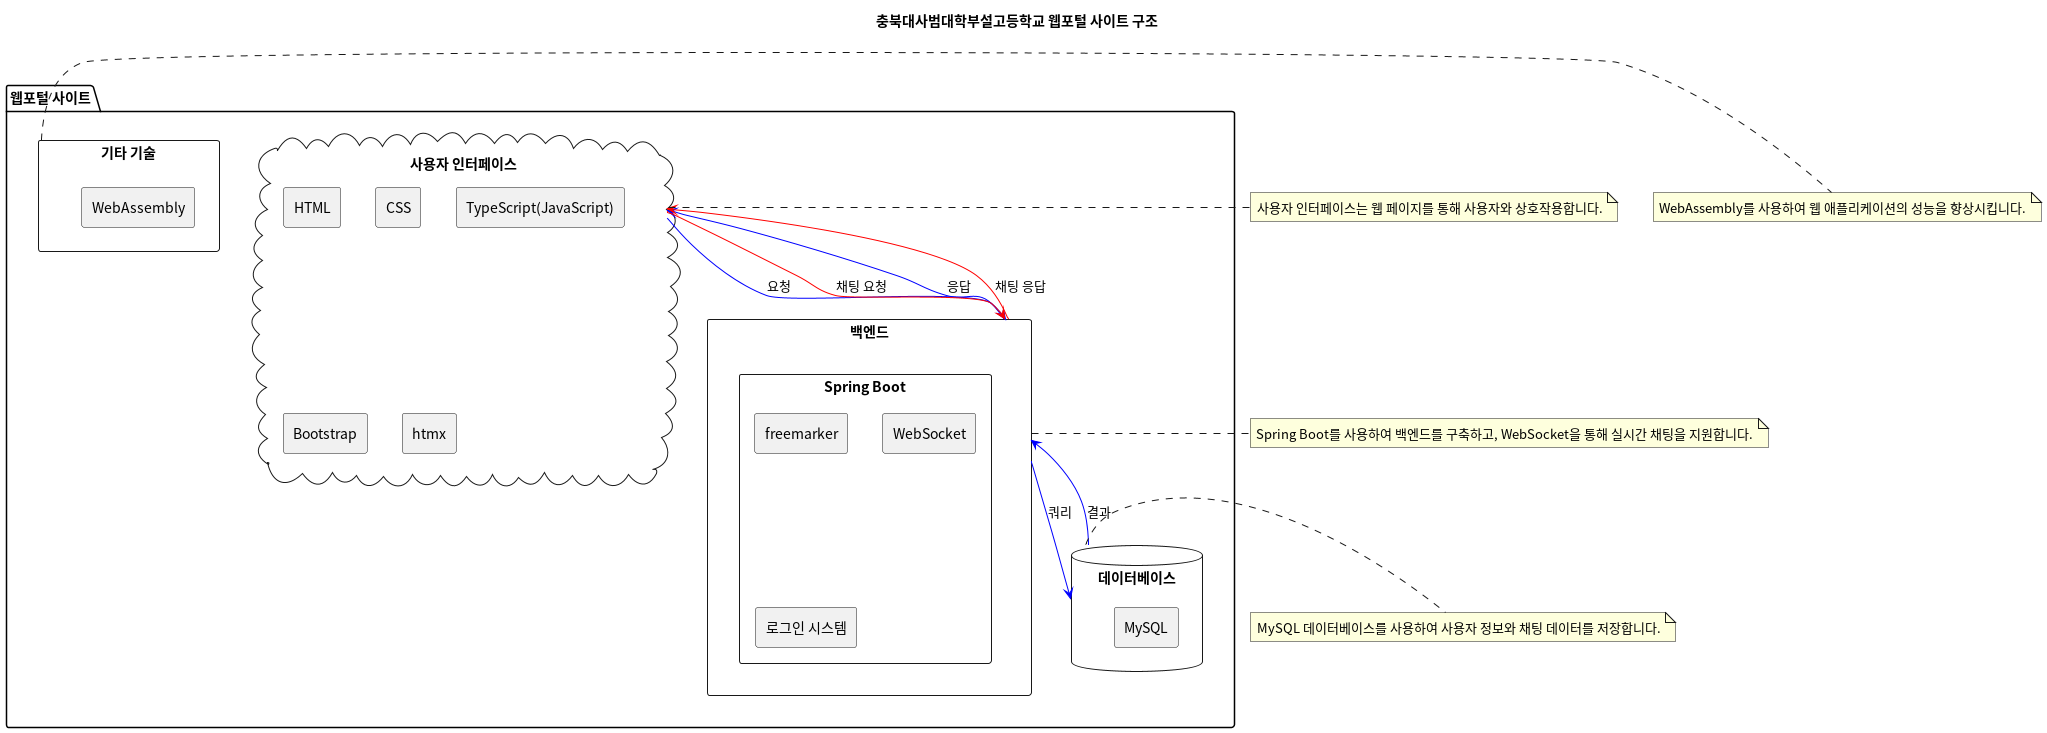 충북대사범대학부설고등학교 웹포털 사이트 구조
웹포털 사이트
기타 기술
WebAssembly
사용자 인터페이스
HTML
CSS
TypeScript(JavaScript)
사용자 인터페이스는 웹 페이지를 통해 사용자와 상호작용합니다.
WebAssembly를 사용하여 웹 애플리케이션의 성능을 향상시킵니다.
요청
채팅 요청
응답
채팅 응답
백엔드
Spring Boot
Bootstrap
htmx
freemarker
WebSocket
Spring Boot를 사용하여 백엔드를 구축하고, WebSocket을 통해 실시간 채팅을 지원합니다.
쿼리
결과
데이터베이스
로그인 시스템
MySQL
MySQL 데이터베이스를 사용하여 사용자 정보와 채팅 데이터를 저장합니다.